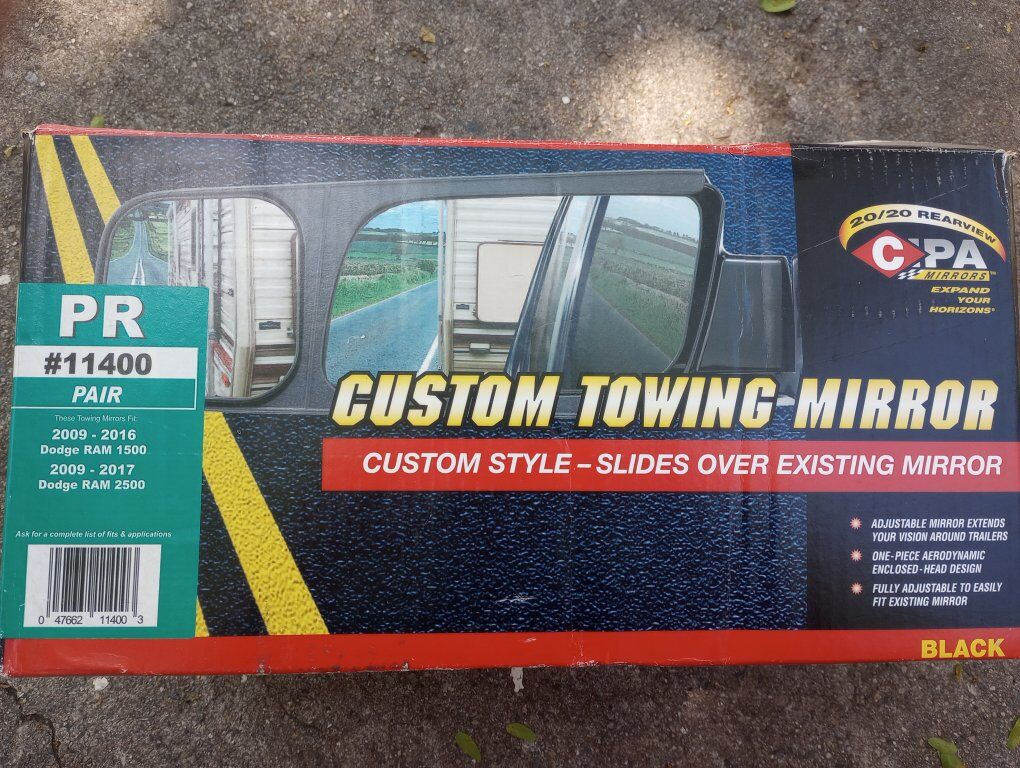 20/20 REARVIEW
CIPA
MIRRORS™
EXPAND
YOUR
HORIZONS®
PR
#11400
PAIR
These Towing Mirrors Fit:
2009 - 2016
Dodge RAM 1500
2009 - 2017
Dodge RAM 2500
Ask for a complete list of fits & applications
0 47662 11400 3
CUSTOM TOWING MIRROR
CUSTOM STYLE – SLIDES OVER EXISTING MIRROR
ADJUSTABLE MIRROR EXTENDS
YOUR VISION AROUND TRAILERS
ONE-PIECE AERODYNAMIC
ENCLOSED-HEAD DESIGN
FULLY ADJUSTABLE TO EASILY
FIT EXISTING MIRROR
BLACK